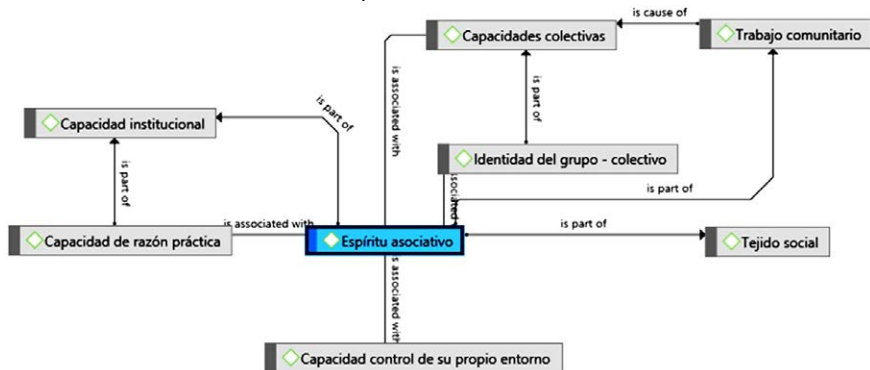 is cause of
Capacidades colectivas
Trabajo comunitario
is associated with
is part of
Capacidad institucional
is part of
Identidad del grupo - colectivo
is part of
is part of
is associated with
is part of
Capacidad de razón práctica
Espíritu asociativo
Tejido social
is associated with
Capacidad control de su propio entorno